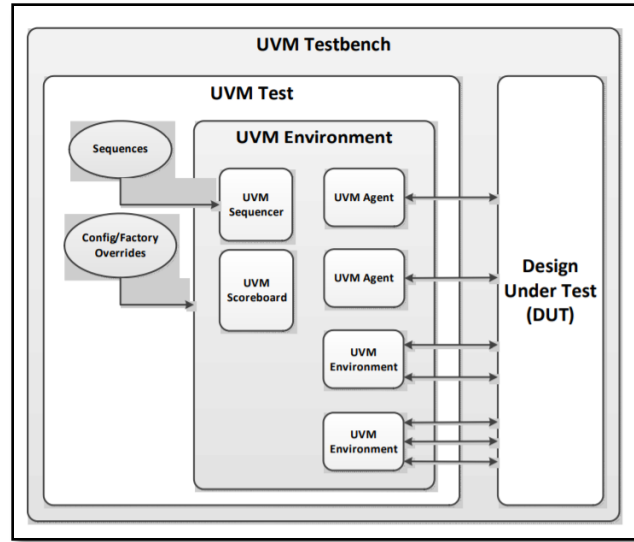 UVM Testbench
UVM Test
UVM Environment
Sequences
Config/Factory
Overrides
UVM
Sequencer
UVM
Scoreboard
UVM Agent
UVM Agent
UVM
Environment
UVM
Environment
Design
Under Test
(DUT)